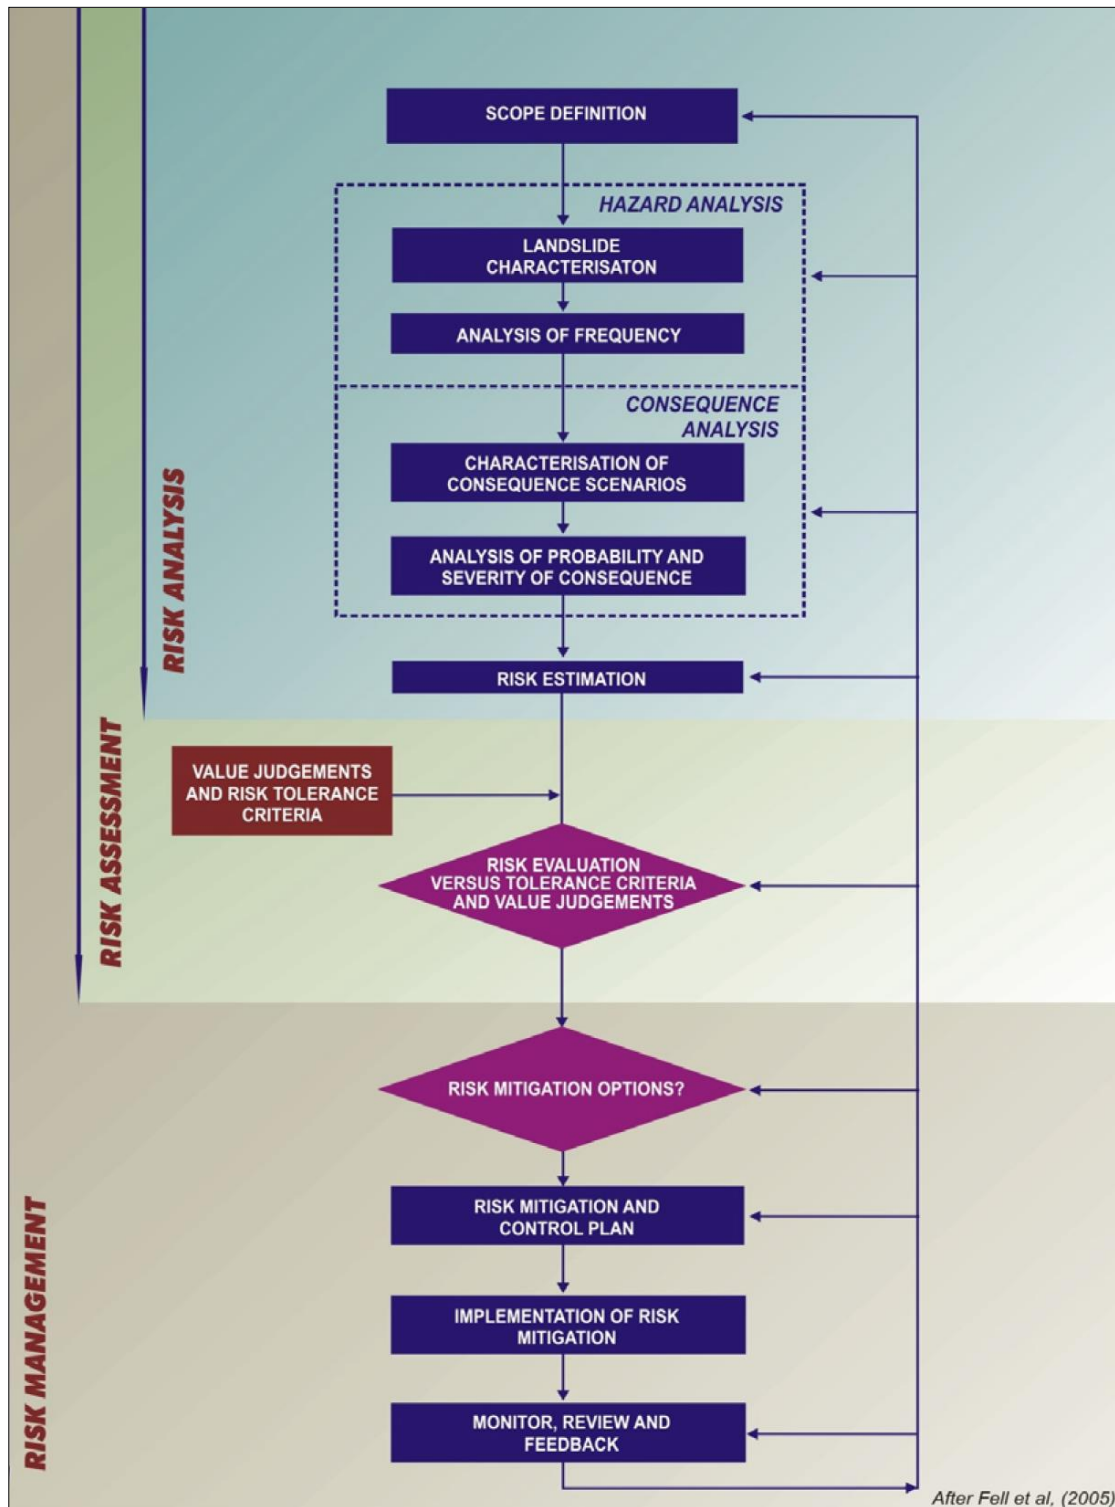 SCOPE DEFINITION
HAZARD ANALYSIS
LANDSLIDE
CHARACTERISATON
ANALYSIS OF FREQUENCY
CONSEQUENCE
ANALYSIS
CHARACTERISATION OF
CONSEQUENCE SCENARIOS
ANALYSIS OF PROBABILITY AND
SEVERITY OF CONSEQUENCE
RISK ANALYSIS
RISK ESTIMATION
VALUE JUDGEMENTS
AND RISK TOLERANCE
CRITERIA
RISK ASSESSMENT
RISK EVALUATION
VERSUS TOLERANCE CRITERIA
AND VALUE JUDGEMENTS
RISK MITIGATION OPTIONS?
RISK MITIGATION AND
CONTROL PLAN
RISK MANAGEMENT
IMPLEMENTATION OF RISK
MITIGATION
MONITOR, REVIEW AND
FEEDBACK
After Fell et al, (2005)